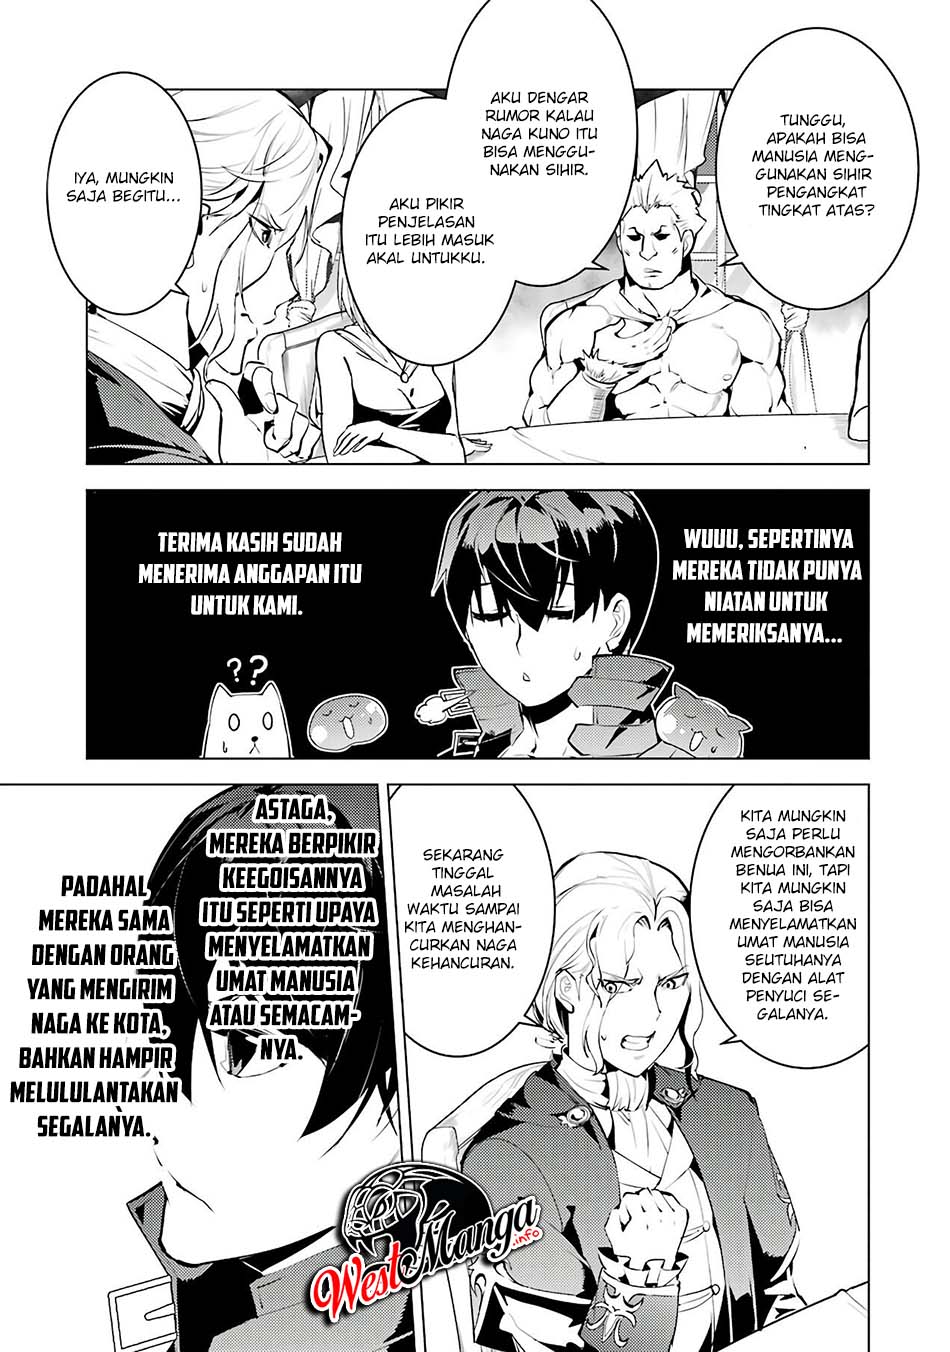 TUNGGU,
APAKAH BISA
MANUSIA MENG-
GUNAKAN SIHIR
PENGANGKAT
TINGKAT ATAS?
AKU DENGAR
RUMOR KALAU
NAGA KUNO ITU
BISA MENGGU-
NAKAN SIHIR.
AKU PIKIR
PENJELASAN
ITU LEBIH MASUK
AKAL UNTUKKU.
IYA, MUNGKIN
SAJA BEGITU...
WUUU, SEPERTINYA
MEREKA TIDAK PUNYA
NIATAN UNTUK
MEMERIKSANYA...
TERIMA KASIH SUDAH
MENERIMA ANGGAPAN ITU
UNTUK KAMI.
??
KITA MUNGKIN
SAJA PERLU
MENGORBANKAN
BENUA INI, TAPI
KITA MUNGKIN
SAJA BISA
MENYELAMATKAN
UMAT MANUSIA
SEUTUHANYA
DENGAN ALAT
PENYUCI SE-
GALANYA.
SEKARANG
TINGGAL
MASALAH
WAKTU SAMPAI
KITA MENGHAN-
CURKAN NAGA
KEHANCURAN.
ASTAGA,
MEREKA BERPIKIR
KEEGOISANNYA
ITU SEPERTI UPAYA
MENYELAMATKAN
UMAT MANUSIA
ATAU SEMACAM-
NYA.
PADAHAL
MEREKA SAMA
DENGAN ORANG
YANG MENGIRIM
NAGA KE KOTA,
BAHKAN HAMPIR
MELULULANTAKAN
SEGALANYA.
WestManga
.info